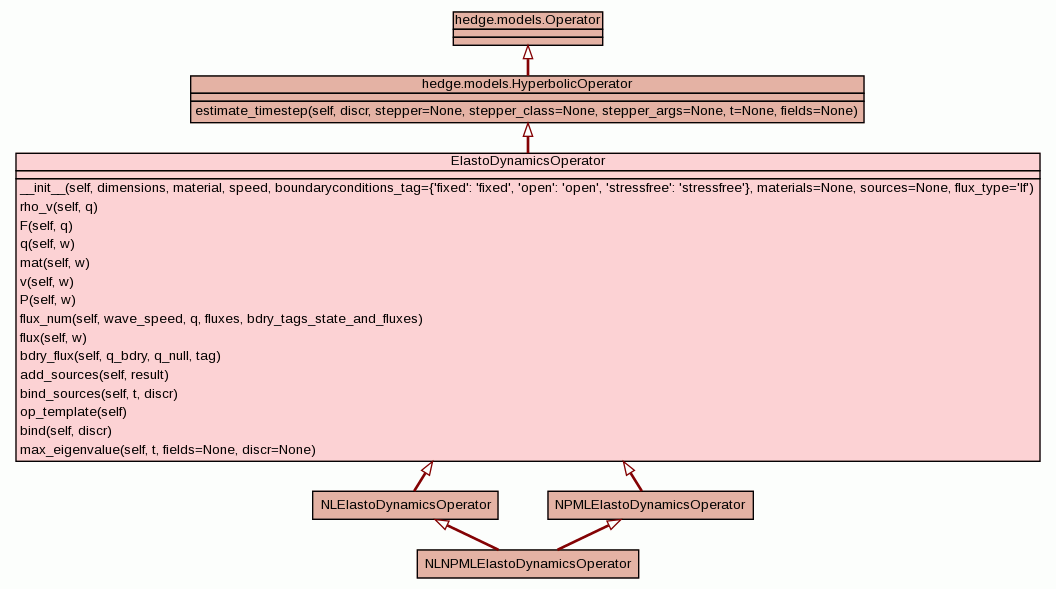 hedge.models.Operator
hedge.models.HyperbolicOperator
estimate_timestep(self, discr, stepper=None, stepper_class=None, stepper_args=None, t=None, fields=None)
ElastoDynamicsOperator
__init__(self, dimensions, material, speed, boundaryconditions_tag={'fixed': 'fixed', 'open': 'open', 'stressfree': 'stressfree'}, materials=None, sources=None, flux_type='lf')
rho_v(self, q)
F(self, q)
q(self, w)
mat(self, w)
v(self, w)
P(self, w)
flux_num(self, wave_speed, q, fluxes, bdry_tags_state_and_fluxes)
flux(self, w)
bdry_flux(self, q_bdry, q_null, tag)
add_sources(self, result)
bind_sources(self, t, discr)
op_template(self)
bind(self, discr)
max_eigenvalue(self, t, fields=None, discr=None)
NLElastoDynamicsOperator NPMLElastoDynamicsOperator
NLNPMLElastoDynamicsOperator